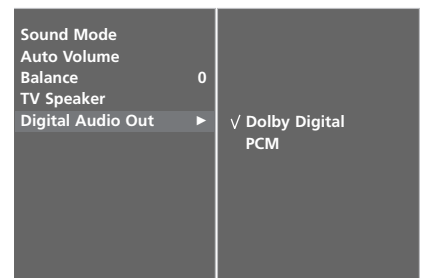 Sound Mode
Auto Volume
Balance 0
TV Speaker
Digital Audio Out ►
√ Dolby Digital
PCM